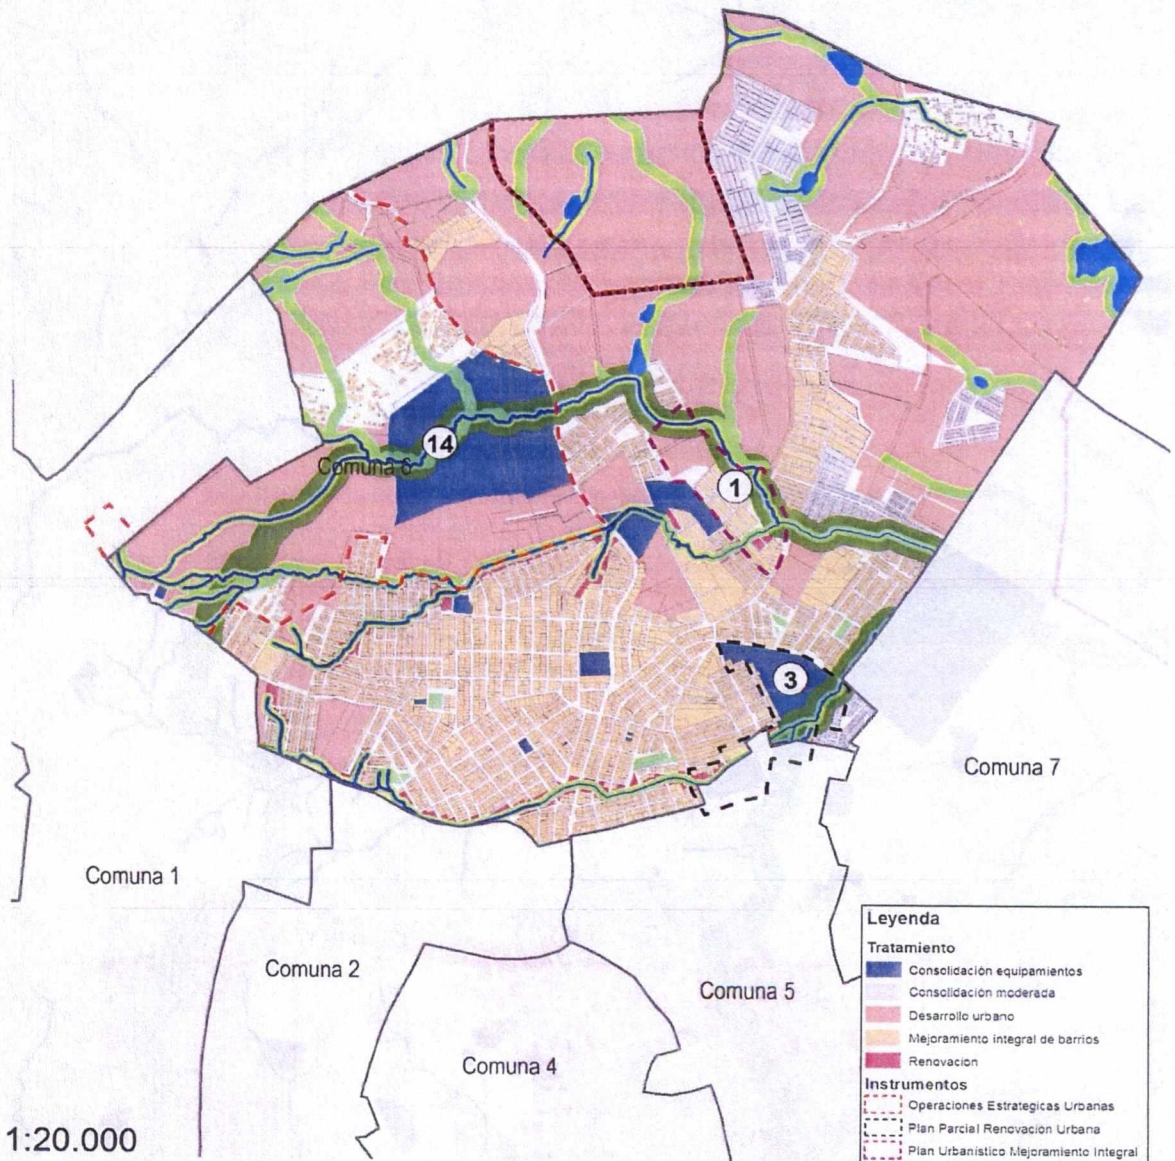 14
Comuna 6
1
3
Comuna 7
Comuna 1
Comuna 2
Comuna 5
Comuna 4
1:20.000
Leyenda
Tratamiento
Consolidación equipamientos
Consolidación moderada
Desarrollo urbano
Mejoramiento integral de barrios
Renovacion
Instrumentos
Operaciones Estrategicas Urbanas
Plan Parcial Renovacion Urbana
Plan Urbanistico Mejoramiento Integral